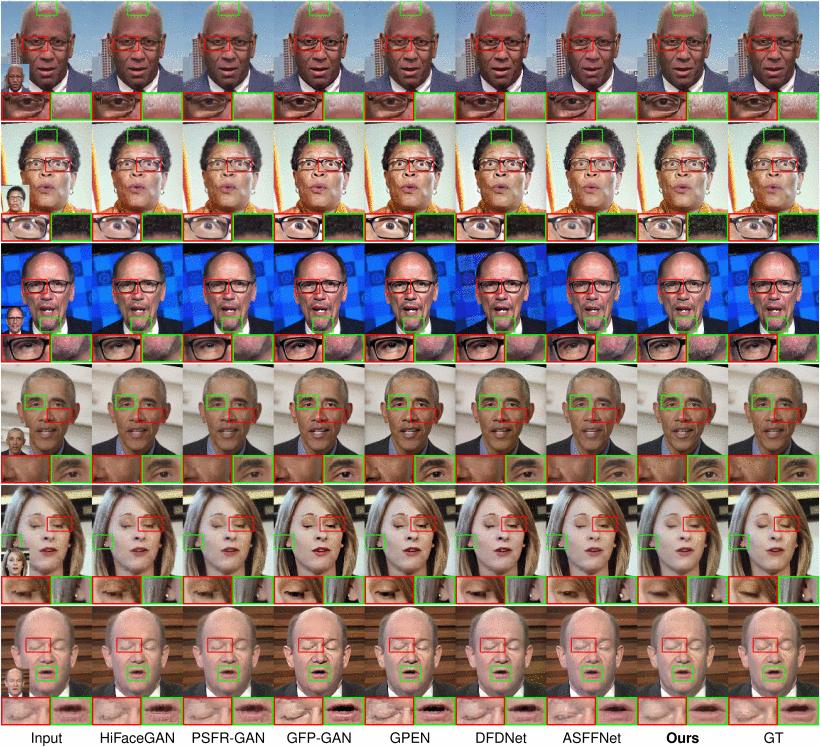 Input HiFaceGAN PSFR-GAN GFP-GAN GPEN DFDNet ASFFNet Ours GT